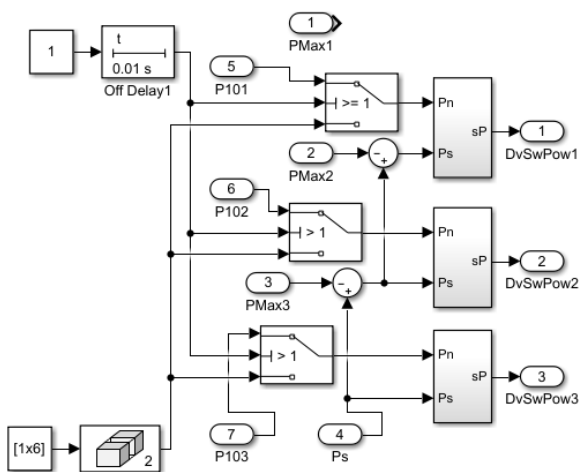 1
PMax1
1
t
0.01 s
Off Delay1
5
P101
>= 1
Pn
sP
Ps
1
DvSwPow1
2
PMax2
6
P102
> 1
Pn
sP
Ps
2
DvSwPow2
3
PMax3
> 1
Pn
sP
Ps
3
DvSwPow3
7
P103
4
Ps
[1x6]
2